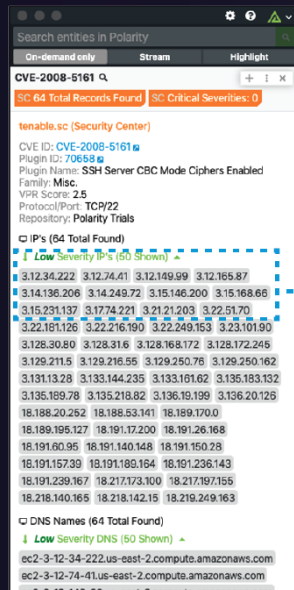 Search entities in Polarity
On-demand only Stream Highlight
CVE-2008-5161
SC 64 Total Records Found SC Critical Severities: 0
tenable.sc (Security Center)
CVE ID: CVE-2008-5161
Plugin ID: 70658
Plugin Name: SSH Server CBC Mode Ciphers Enabled
Family: Misc.
VPR Score: 2.5
Protocol/Port: TCP/22
Repository: Polarity Trials
IP's (64 Total Found)
Low Severity IP's (50 Shown)
3.12.34.222 3.12.74.41 3.12.149.99 3.12.165.87
3.14.136.206 3.14.249.72 3.15.146.200 3.15.168.66
3.15.231.137 3.17.74.221 3.21.21.203 3.22.51.70
3.22.181.126 3.22.216.190 3.22.249.153 3.23.101.90
3.128.30.80 3.128.31.6 3.128.168.172 3.128.172.245
3.129.211.5 3.129.216.55 3.129.250.76 3.129.250.162
3.131.13.28 3.133.144.235 3.133.161.62 3.135.183.132
3.135.189.78 3.135.218.82 3.136.19.199 3.136.20.126
18.188.20.252 18.188.53.141 18.189.170.0
18.189.195.127 18.191.17.200 18.191.26.168
18.191.60.95 18.191.140.148 18.191.150.28
18.191.157.39 18.191.189.164 18.191.236.143
18.191.239.167 18.217.173.100 18.217.197.155
18.218.140.165 18.218.142.15 18.219.249.163
DNS Names (64 Total Found)
Low Severity DNS (50 Shown)
ec2-3-12-34-222.us-east-2.compute.amazonaws.com
ec2-3-12-74-41.us-east-2.compute.amazonaws.com